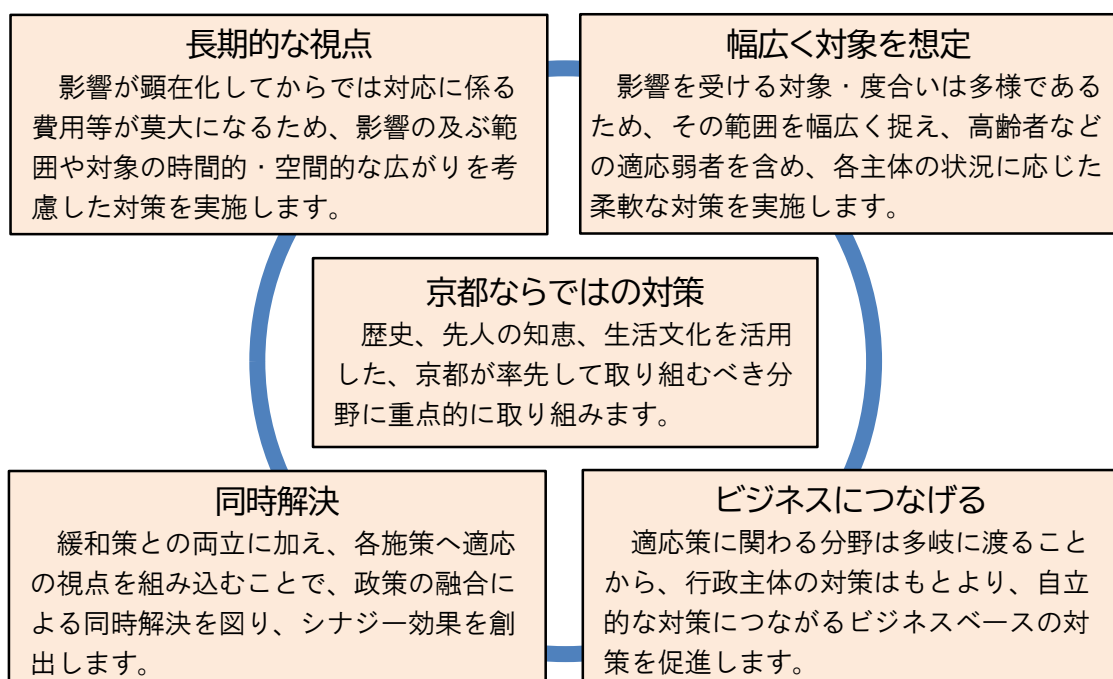 長期的な視点
影響が顕在化してからでは対応に係る
費用等が莫大になるため、影響の及ぶ範
囲や対象の時間的・空間的な広がりを考
慮した対策を実施します。
幅広く対象を想定
影響を受ける対象・度合いは多様である
ため、その範囲を幅広く捉え、高齢者など
の適応弱者を含め、各主体の状況に応じた
柔軟な対策を実施します。
京都ならではの対策
歴史、先人の知恵、生活文化を活用
した、京都が率先して取り組むべき分
野に重点的に取り組みます。
同時解決
緩和策との両立に加え、各施策へ適応
の視点を組み込むことで、政策の融合に
よる同時解決を図り、シナジー効果を創
出します。
ビジネスにつなげる
適応策に関わる分野は多岐に渡ること
から、行政主体の対策はもとより、自立
的な対策につながるビジネスベースの対
策を促進します。